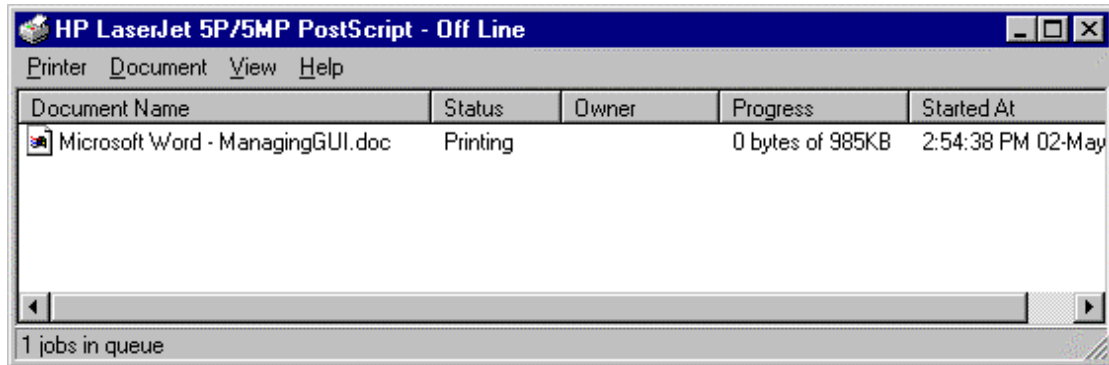 HP LaserJet 5P/5MP PostScript - Off Line
Printer Document View Help
Document Name Status Owner Progress Started At
Microsoft Word - ManagingGUI.doc Printing 0 bytes of 985KB 2:54:38 PM 02-May
1 jobs in queue